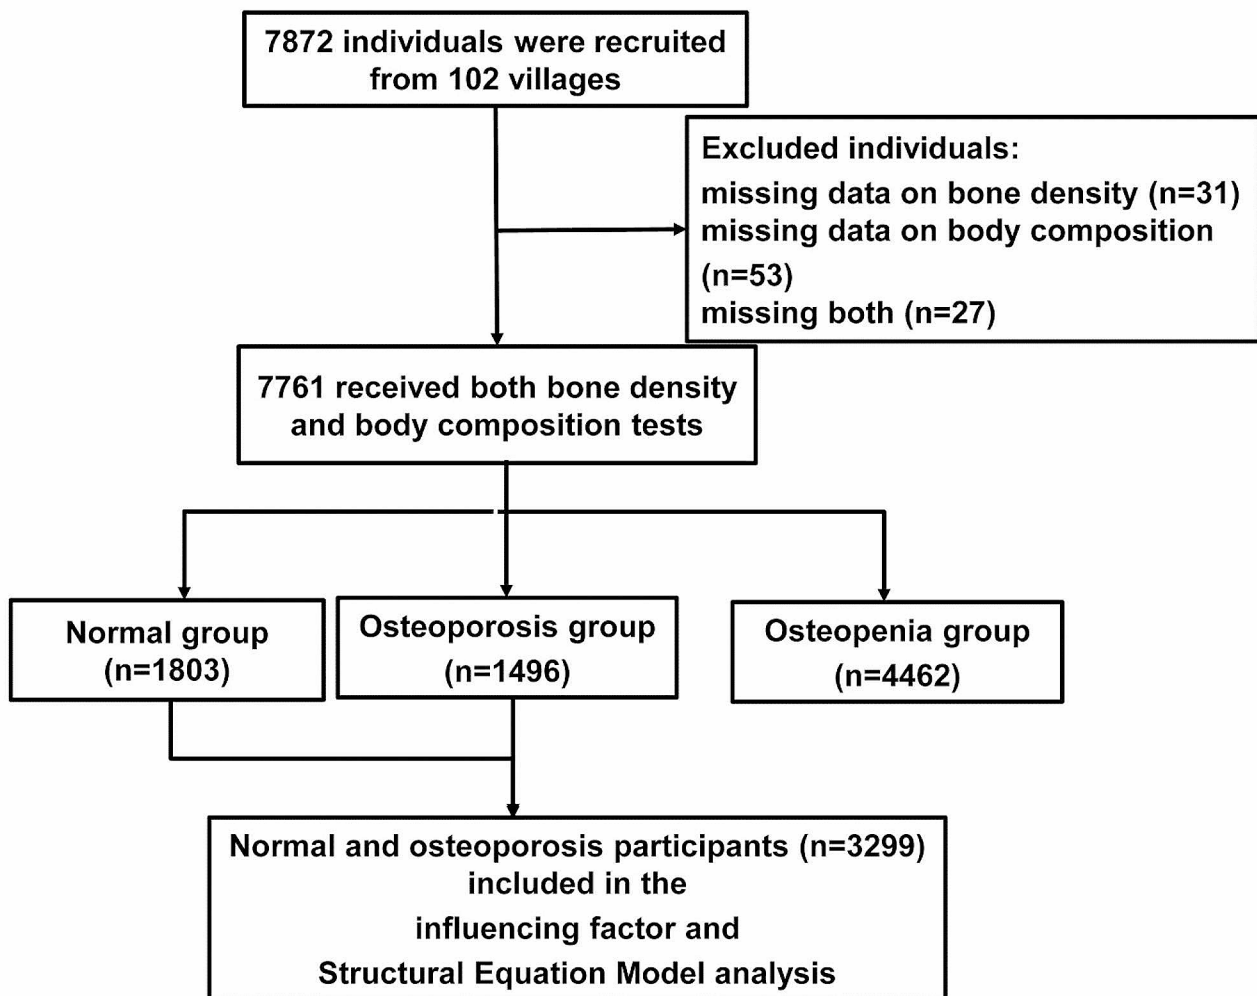 7872 individuals were recruited
from 102 villages
Excluded individuals:
missing data on bone density (n=31)
missing data on body composition
(n=53)
missing both (n=27)
7761 received both bone density
and body composition tests
Normal group
(n=1803)
Osteoporosis group
(n=1496)
Osteopenia group
(n=4462)
Normal and osteoporosis participants (n=3299)
included in the
influencing factor and
Structural Equation Model analysis